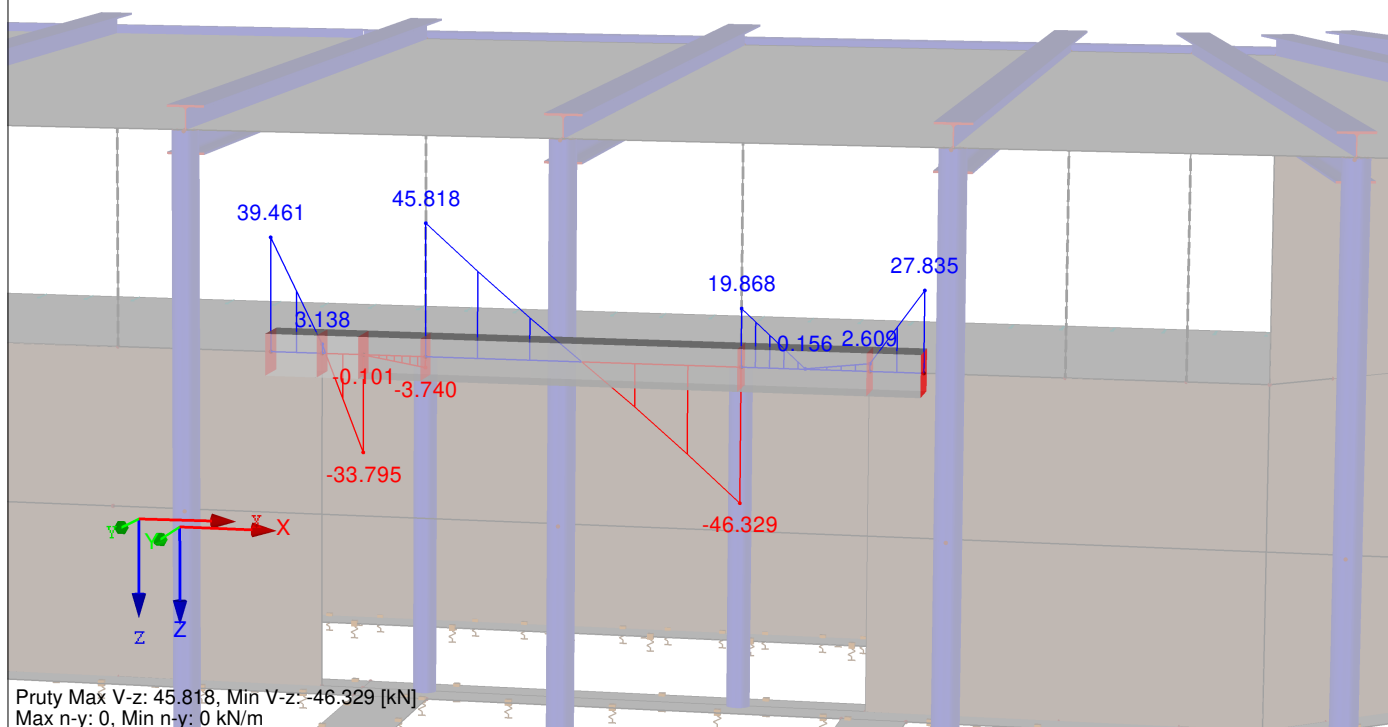 45.818
39.461
27.835
19.868
3.138
0.156
2.609
-0.101
-3.740
-33.795
-46.329
Y X
Y X
Z Z
Pruty Max V-z: 45.818, Min V-z: -46.329 [kN]
Max n-y: 0, Min n-y: 0 kN/m